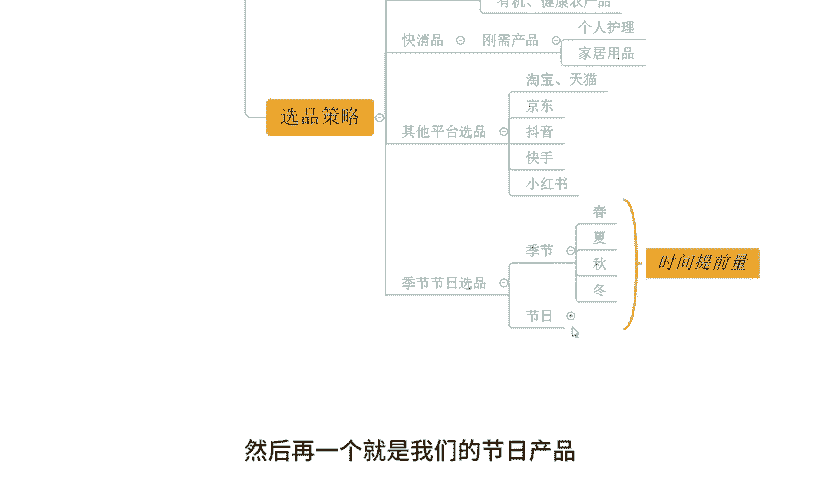 有机、健康农产品
个人护理
快消品
刚需产品
家居用品
淘宝、天猫
京东
选品策略
其他平台选品
抖音
快手
小红书
春
夏
季节
秋
时间提前量
季节节日选品
冬
节日
然后再一个就是我们的节日产品